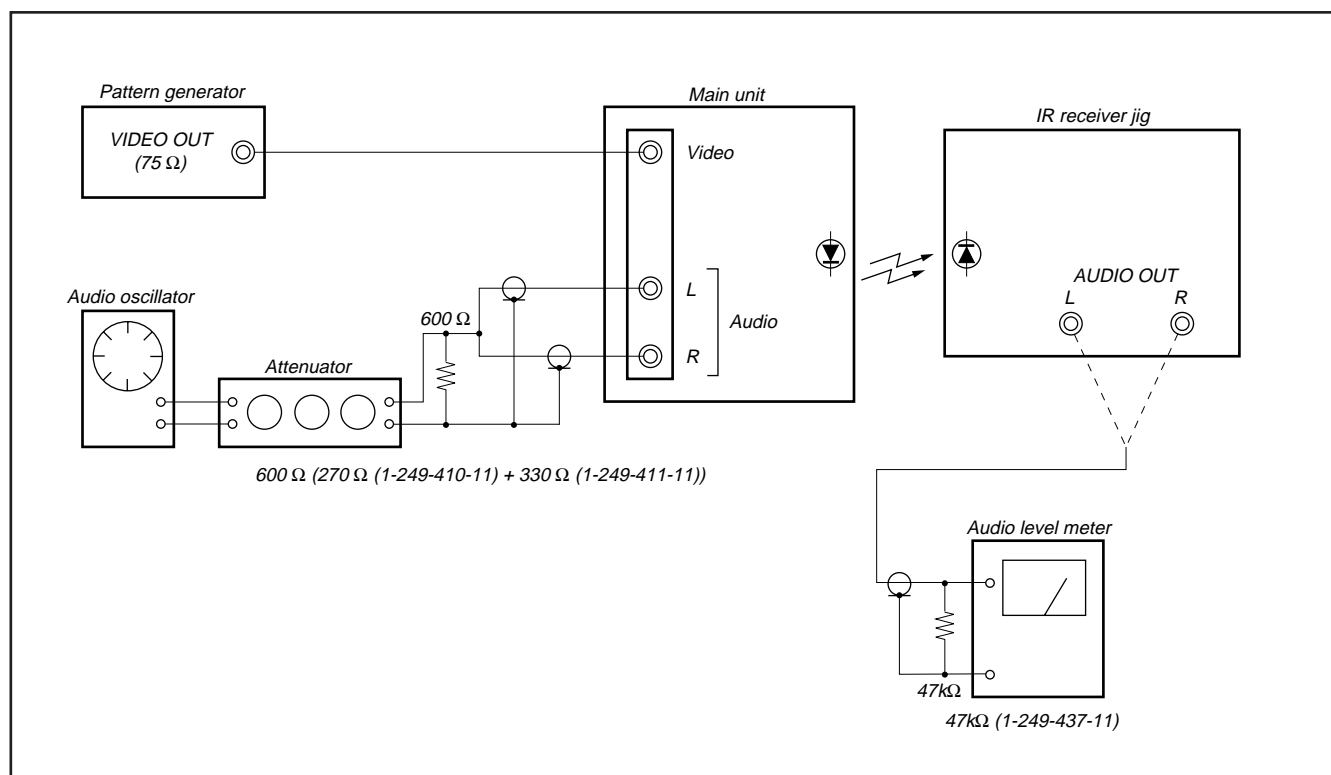 Pattern generator
VIDEO OUT
(75 Ω)
Main unit
Video
L
Audio
R
IR receiver jig
AUDIO OUT
L R
Audio oscillator
Attenuator
600 Ω
600 Ω (270 Ω (1-249-410-11) + 330 Ω (1-249-411-11))
Audio level meter
47kΩ
47kΩ (1-249-437-11)